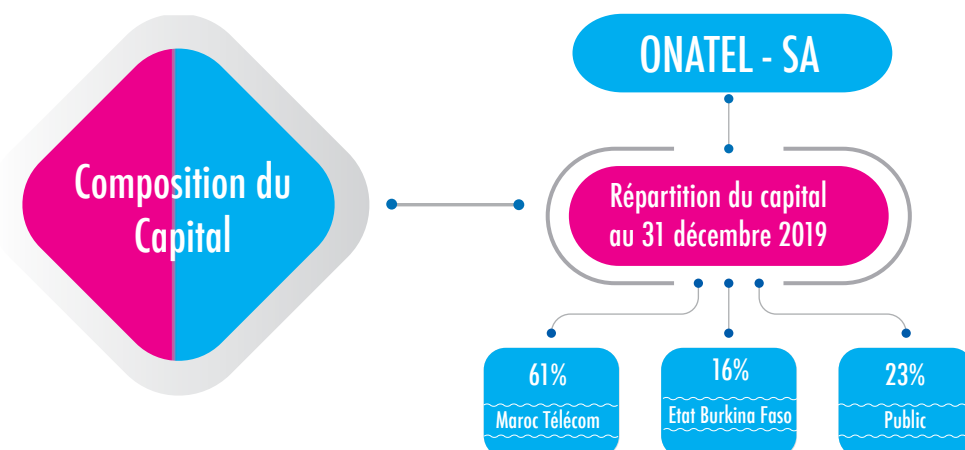 Composition du
Capital
ONATEL - SA
Répartition du capital
au 31 décembre 2019
61%
Maroc Télécom
16%
Etat Burkina Faso
23%
Public